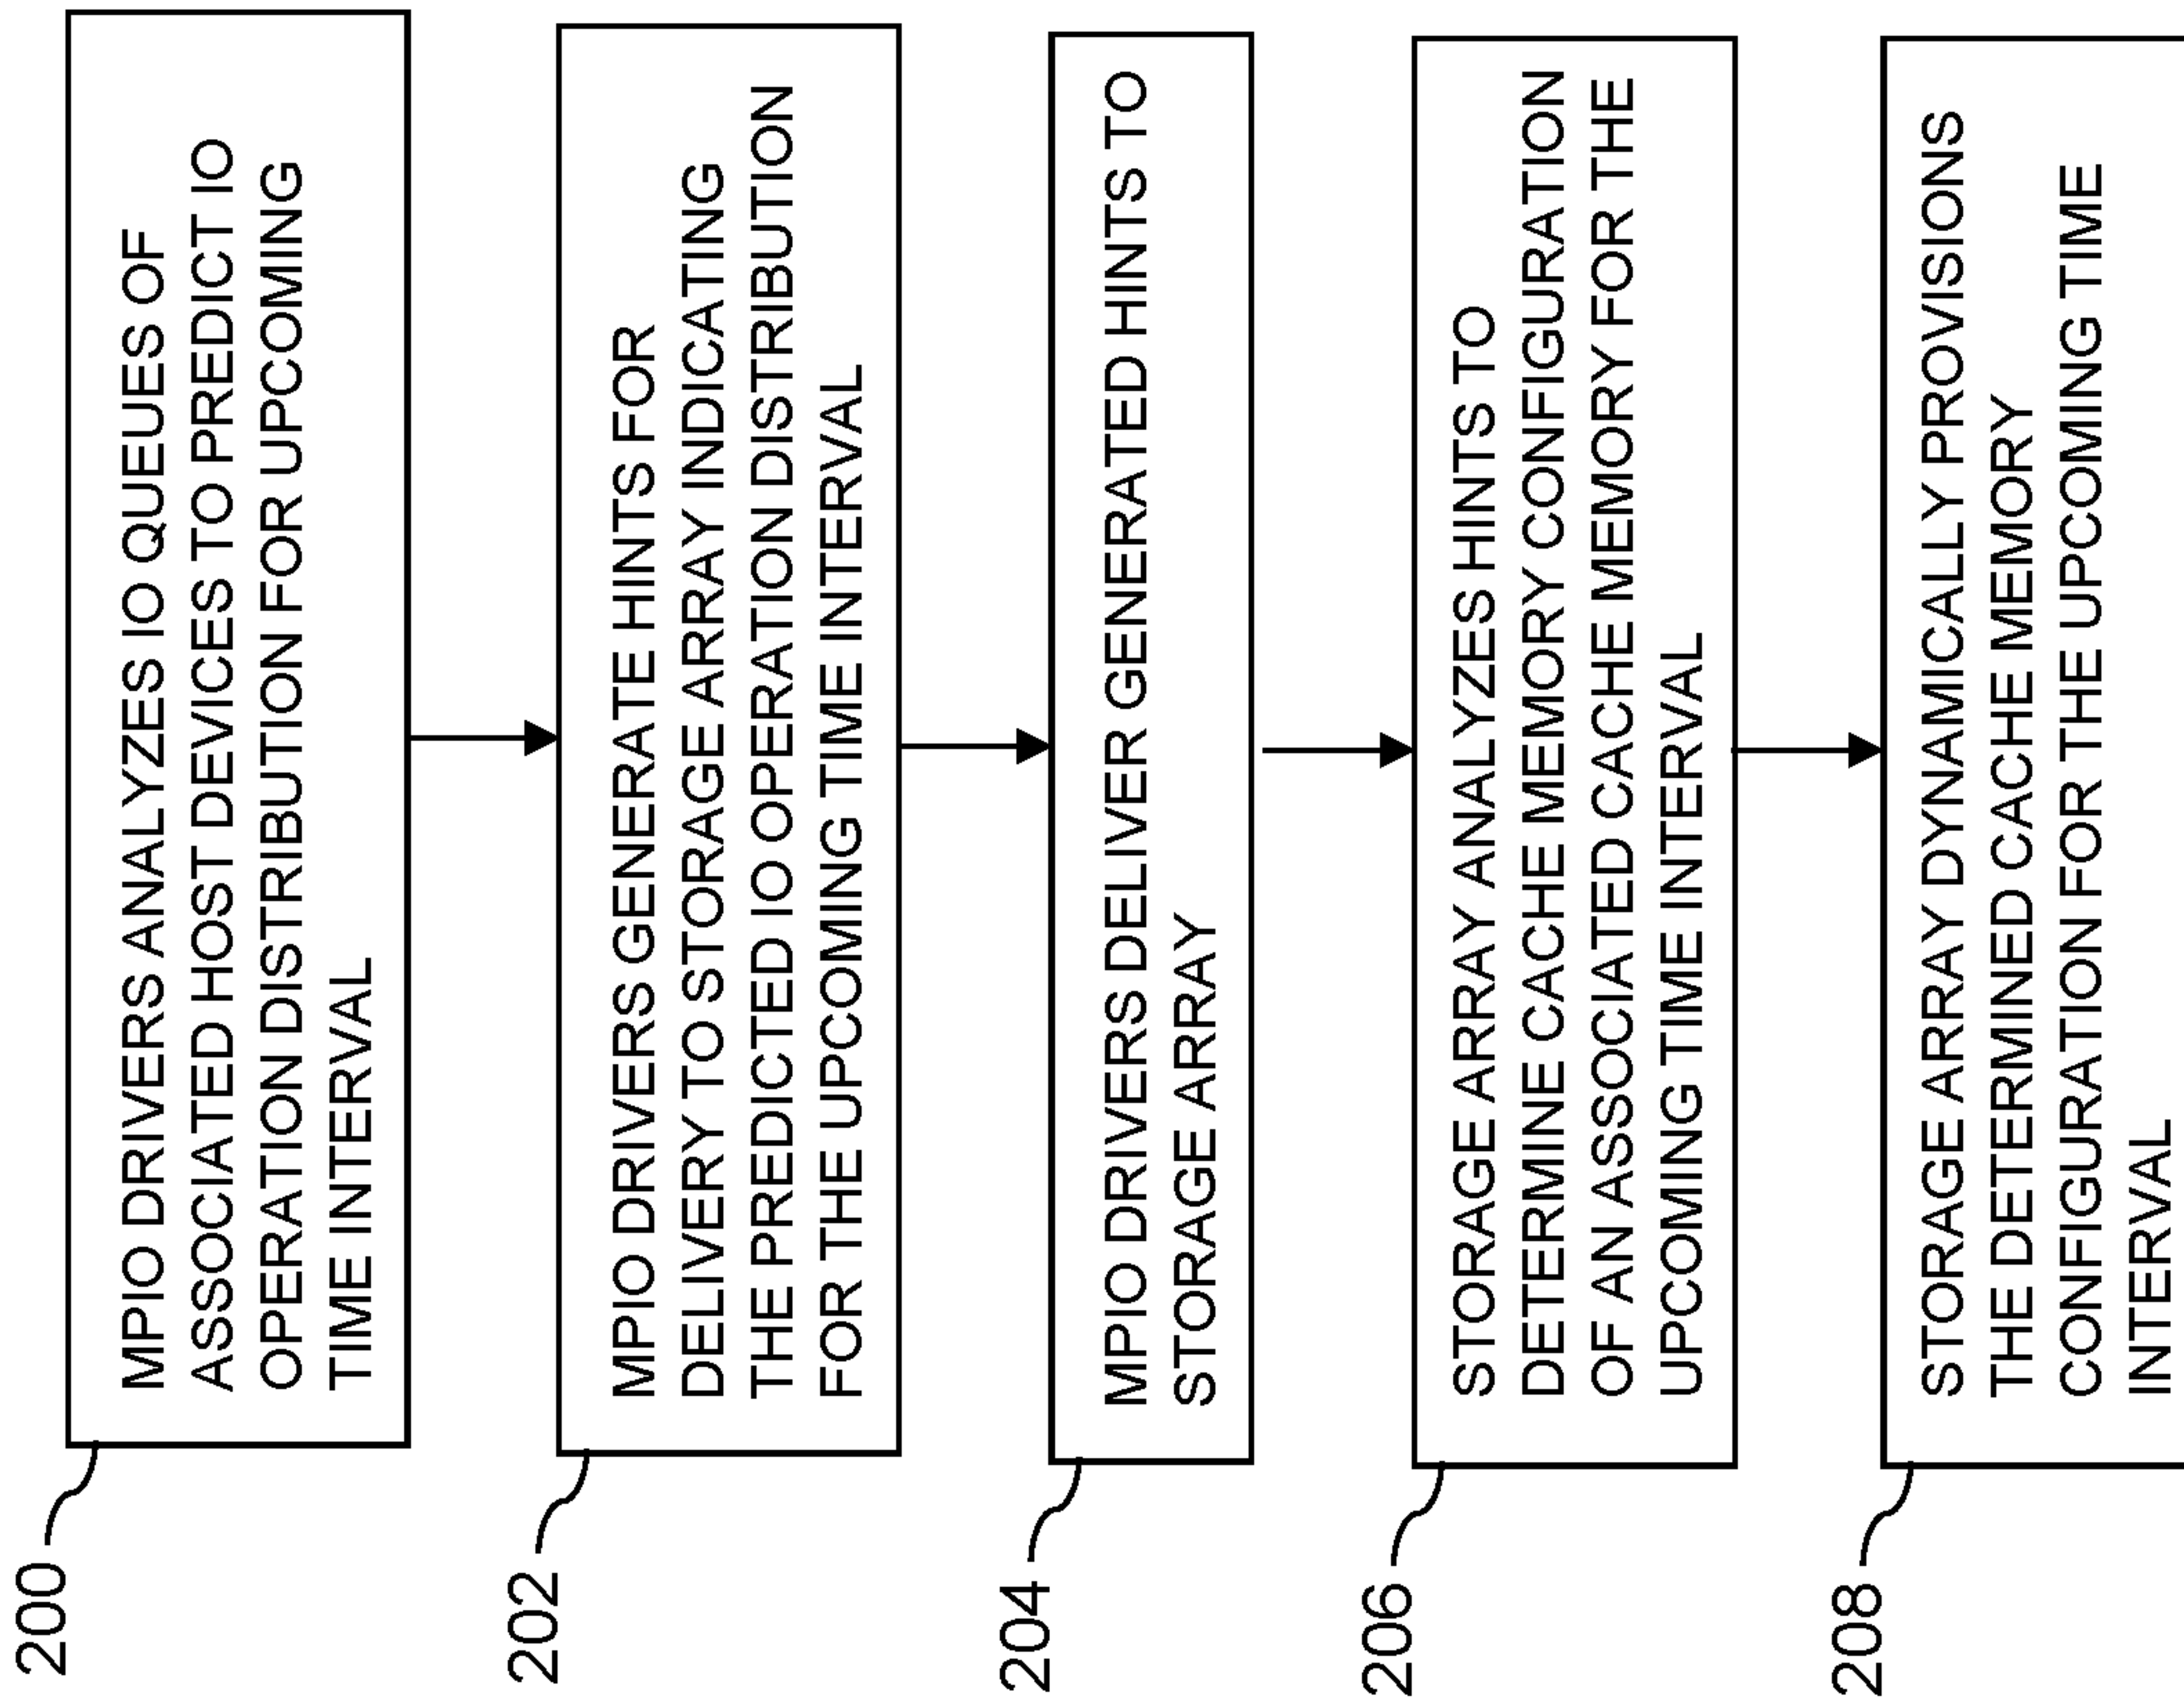 200
MPIO DRIVERS ANALYZES IO QUEUES OF
ASSOCIATED HOST DEVICES TO PREDICT IO
OPERATION DISTRIBUTION FOR UPCOMING
TIME INTERVAL
202
MPIO DRIVERS GENERATE HINTS FOR
DELIVERY TO STORAGE ARRAY INDICATING
THE PREDICTED IO OPERATION DISTRIBUTION
FOR THE UPCOMING TIME INTERVAL
204
MPIO DRIVERS DELIVER GENERATED HINTS TO
STORAGE ARRAY
206
STORAGE ARRAY ANALYZES HINTS TO
DETERMINE CACHE MEMORY CONFIGURATION
OF AN ASSOCIATED CACHE MEMORY FOR THE
UPCOMING TIME INTERVAL
208
STORAGE ARRAY DYNAMICALLY PROVISIONS
THE DETERMINED CACHE MEMORY
CONFIGURATION FOR THE UPCOMING TIME
INTERVAL